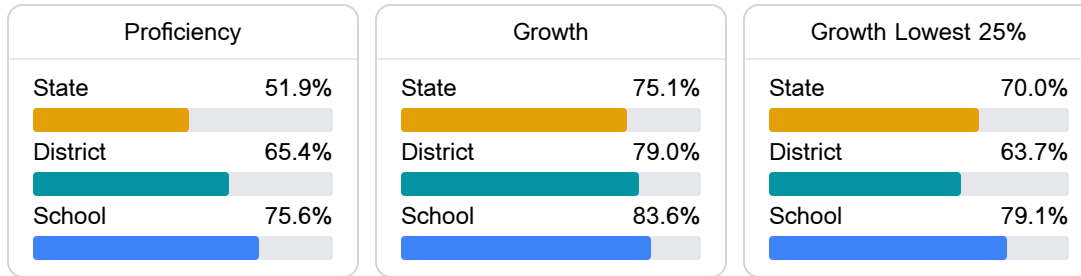 Proficiency
State 51.9%
District 65.4%
School 75.6%
Growth
State 75.1%
District 79.0%
School 83.6%
Growth Lowest 25%
State 70.0%
District 63.7%
School 79.1%